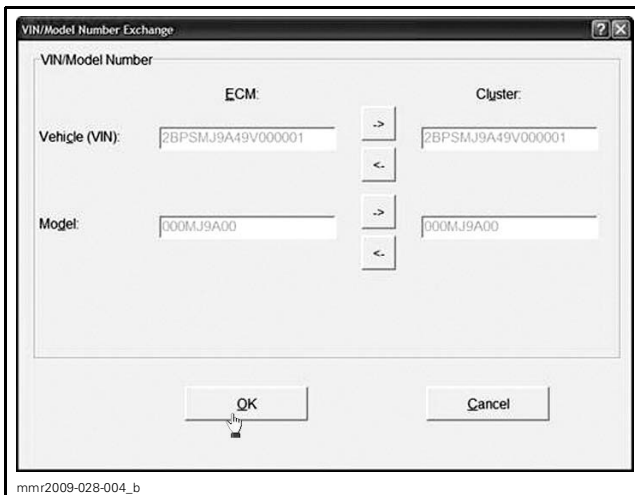 VIN/Model Number Exchange
VIN/Model Number
ECM: Cluster:
->
Vehicle (VIN): 2BPSMJ9A49V000001 2BPSMJ9A49V000001
<-
->
Model: 000MJ9A00 000MJ9A00
<-
OK Cancel
mmr2009-028-004_b